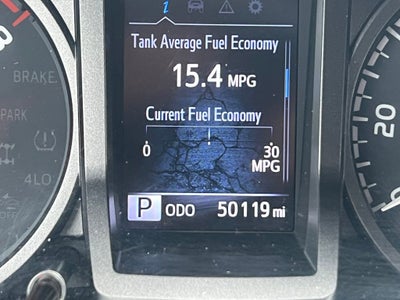 i
Tank Average Fuel Economy
15.4 MPG
Current Fuel Economy
0 30
MPG
P ODO 50119 mi
8
BRAKE
PARK
4LO
20